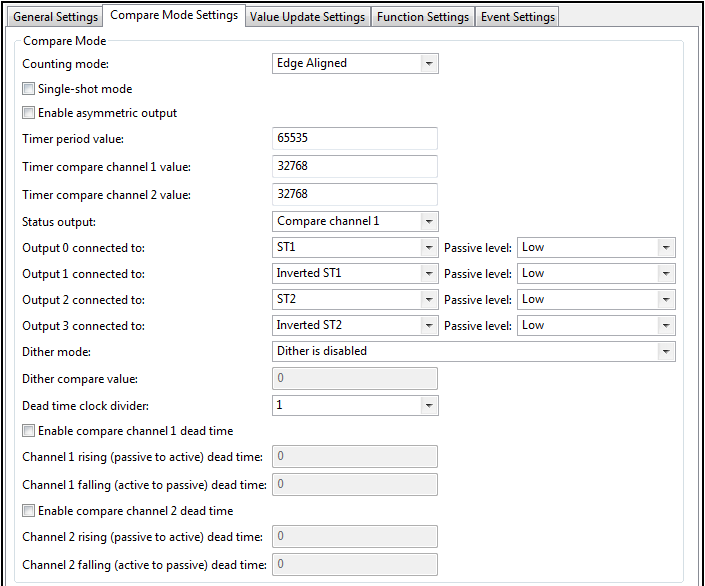 General Settings Compare Mode Settings Value Update Settings Function Settings Event Settings
Compare Mode
Counting mode: Edge Aligned
Single-shot mode
Enable asymmetric output
Timer period value: 65535
Timer compare channel 1 value: 32768
Timer compare channel 2 value: 32768
Status output: Compare channel 1
Output 0 connected to: ST1 Passive level: Low
Output 1 connected to: Inverted ST1 Passive level: Low
Output 2 connected to: ST2 Passive level: Low
Output 3 connected to: Inverted ST2 Passive level: Low
Dither mode: Dither is disabled
Dither compare value: 0
Dead time clock divider: 1
Enable compare channel 1 dead time
Channel 1 rising (passive to active) dead time: 0
Channel 1 falling (active to passive) dead time: 0
Enable compare channel 2 dead time
Channel 2 rising (passive to active) dead time: 0
Channel 2 falling (active to passive) dead time: 0